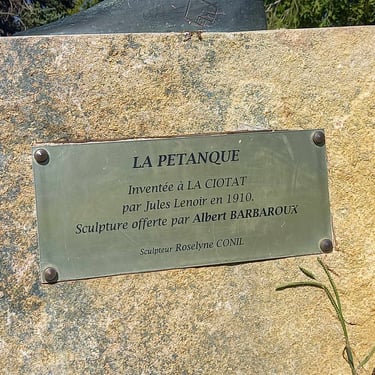 LA PETANQUE
Inventée à LA CIOTAT
par Jules Lenoir en 1910.
Sculpture offerte par Albert BARBAROUX
Sculpteur Roselyne CONIL